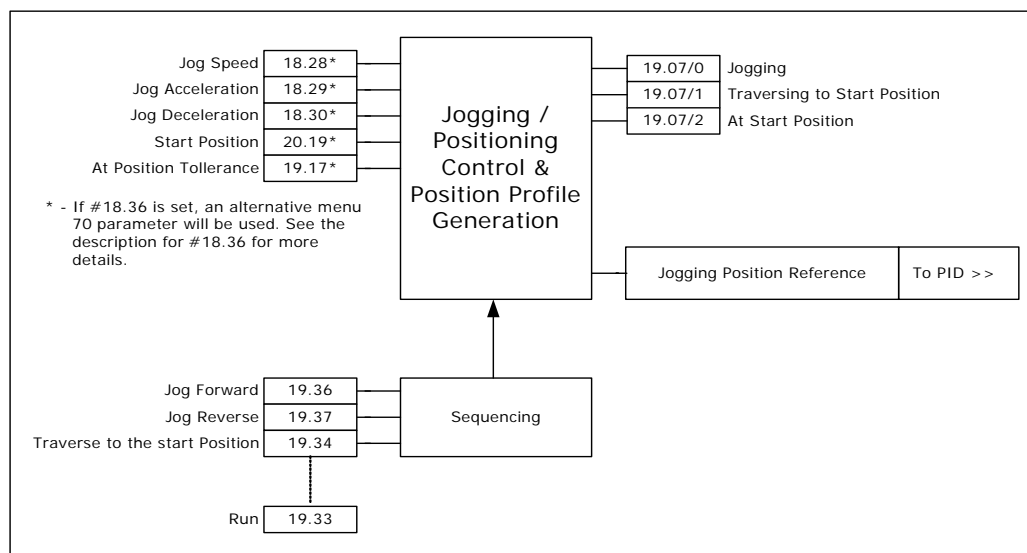 Jog Speed 18.28*
Jog Acceleration 18.29*
Jog Deceleration 18.30*
Start Position 20.19*
At Position Tollerance 19.17*
* - If #18.36 is set, an alternative menu
70 parameter will be used. See the
description for #18.36 for more
details.
Jogging /
Positioning
Control &
Position Profile
Generation
19.07/0 Jogging
19.07/1 Traversing to Start Position
19.07/2 At Start Position
Jogging Position Reference To PID >>
Jog Forward 19.36
Jog Reverse 19.37
Traverse to the start Position 19.34
Sequencing
Run 19.33